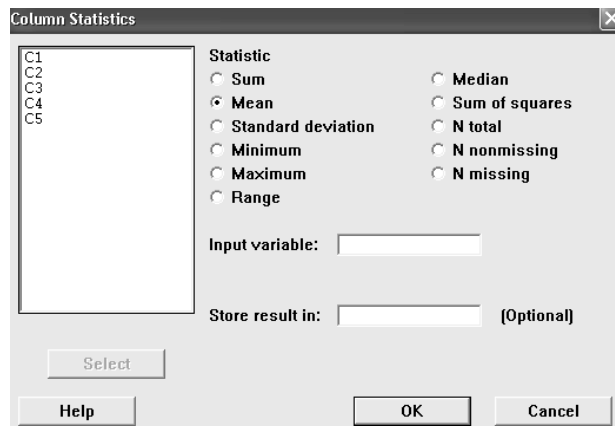 Column Statistics
C1
C2
C3
C4
C5
Statistic
Sum
Mean
Standard deviation
Minimum
Maximum
Range
Median
Sum of squares
N total
N nonmissing
N missing
Input variable:
Store result in: (Optional)
Select
Help OK Cancel